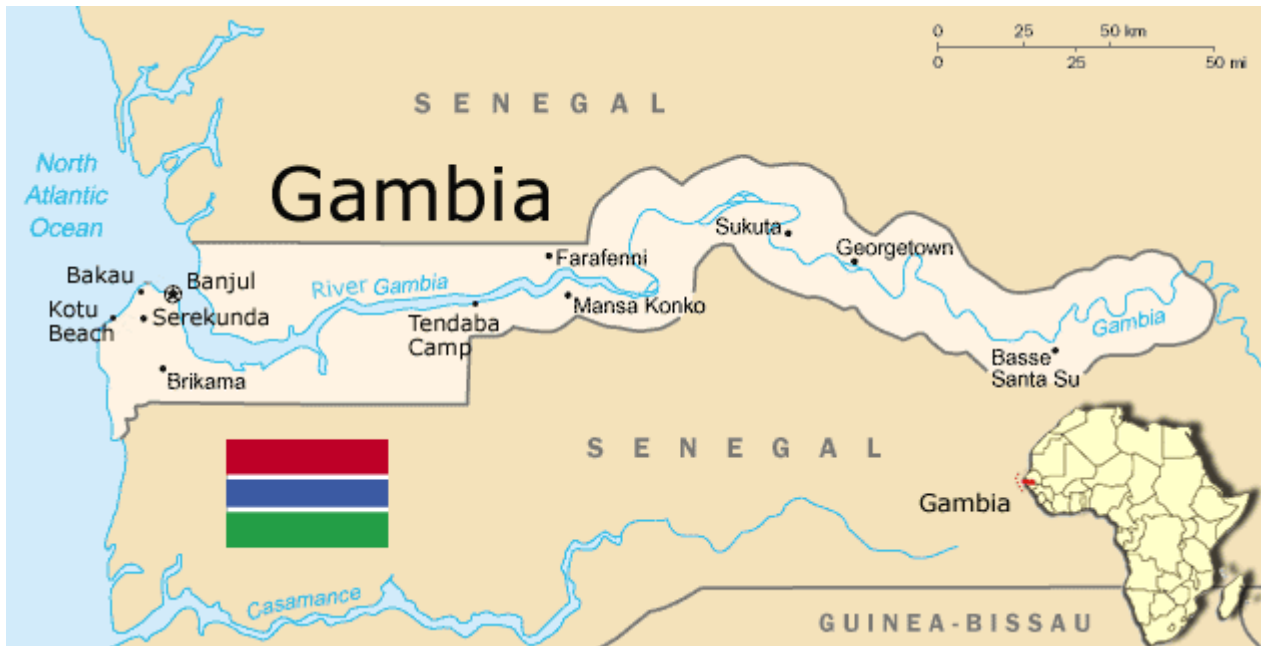 0 25 50 km
0 25 50 mi
SENEGAL
North
Atlantic
Ocean
Gambia
Sukuta
Georgetown
Farafenni
Bakau
Banjul
River Gambia
Kotu
Beach
Serekunda
Mansa Konko
Tendaba
Camp
Gambia
Basse
Santa Su
Brikama
SENEGAL
Gambia
Casamance
GUINEA-BISSAU